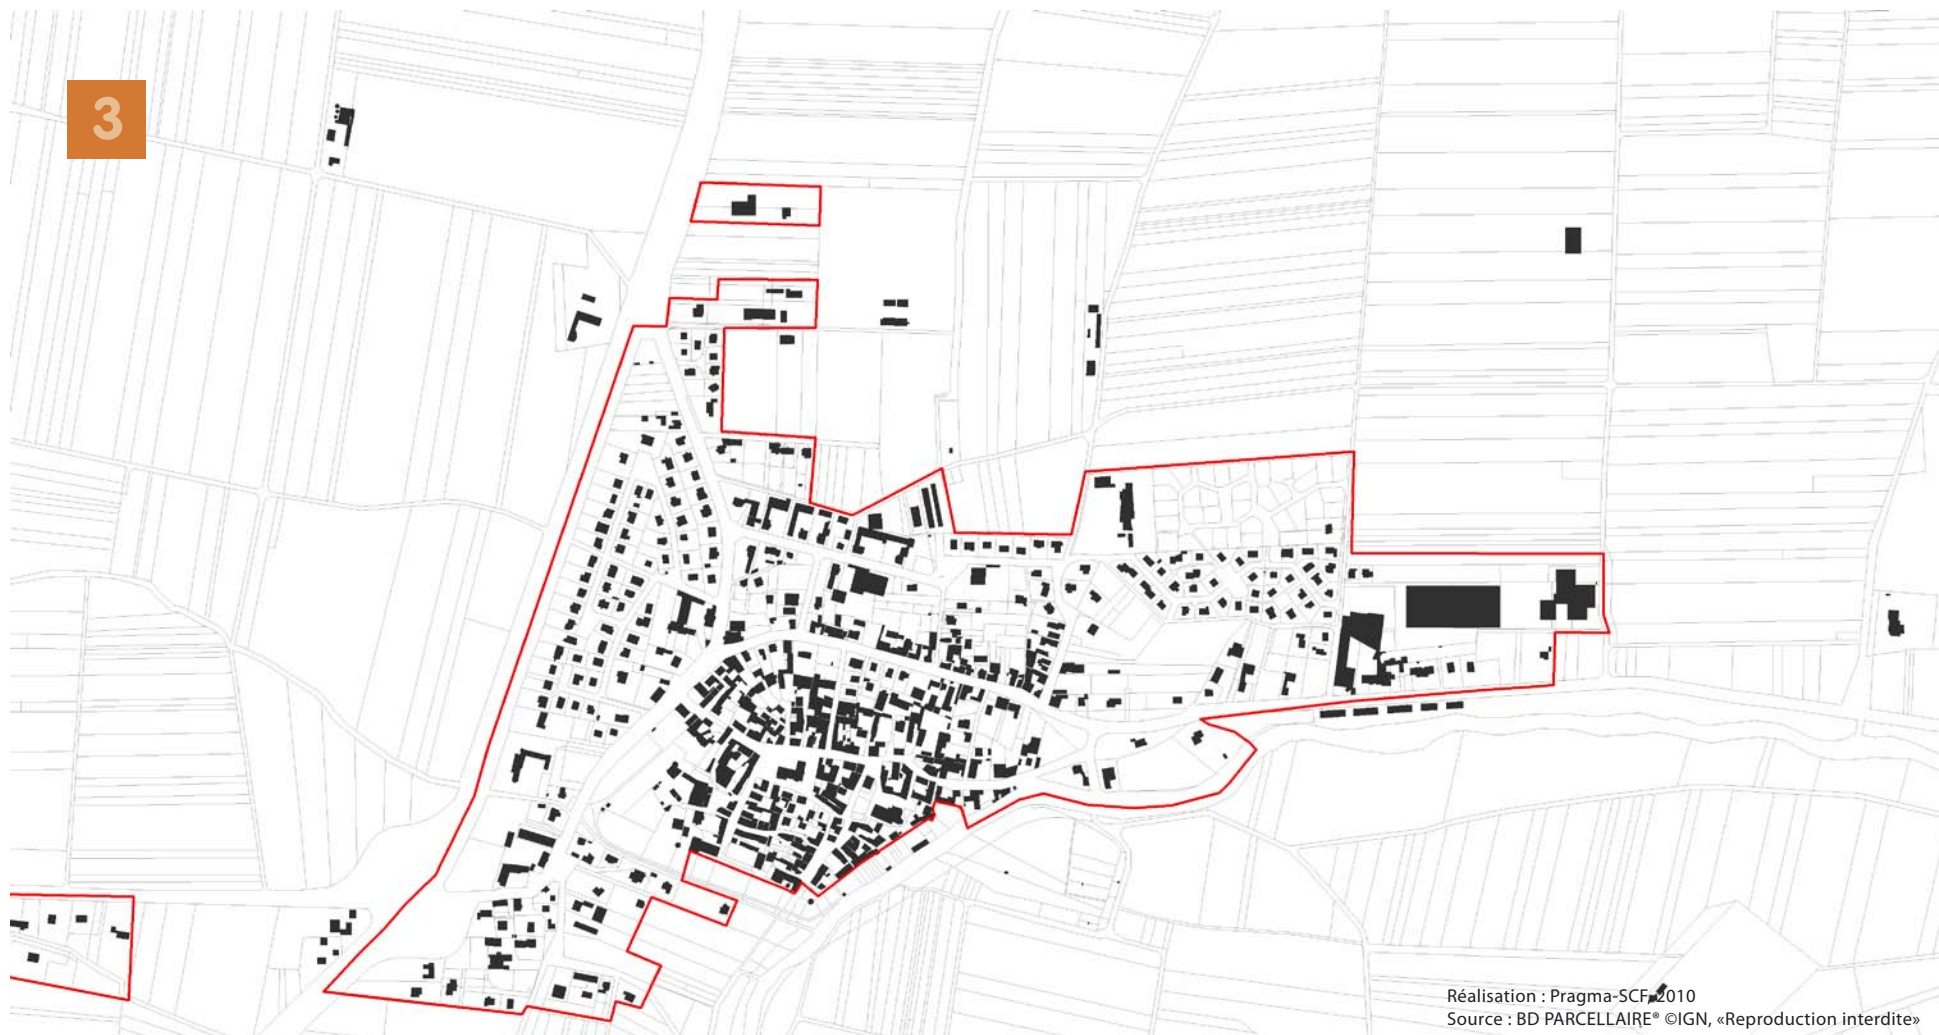 3
Réalisation : Pragma-SCF, 2010
Source : BD PARCELLAIRE® ©IGN, «Reproduction interdite»